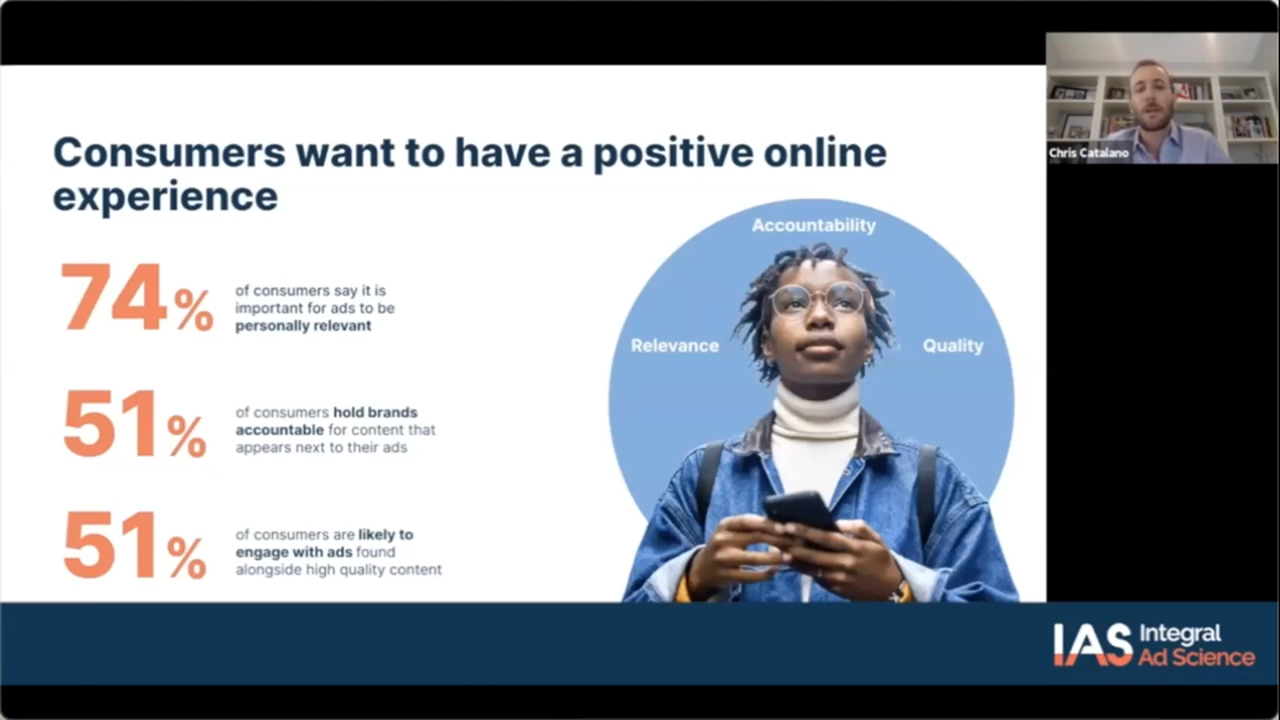 Consumers want to have a positive online
experience
74%
of consumers say it is
important for ads to be
personally relevant
51%
of consumers hold brands
accountable for content that
appears next to their ads
51%
of consumers are likely to
engage with ads found
alongside high quality content
Accountability
Relevance
Quality
Chris Catalano
IAS Integral
Ad Science